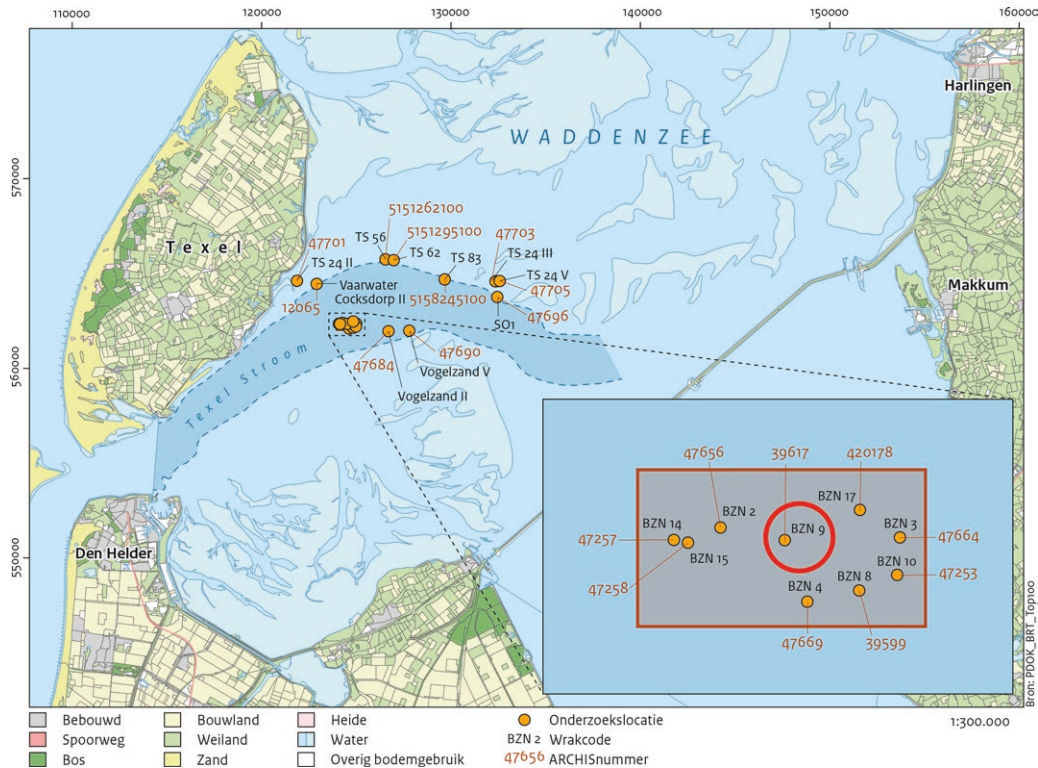 110000 120000 130000 140000 150000 160000
570000
560000
550000
Harlingen
WADDENZEE
Texel
5151262100
5151295100
47701
TS 56
47703
TS 24 II
TS 62
TS 83
TS 24 III
TS 24 V
Vaarwater
Cocksdorp II
12065
5158245100
47705
SO1
47696
Makkum
47684
47690
Vogelzand V
Vogelzand II
Texel Stroom
Den Helder
47656
39617
420178
BZN 17
BZN 14
BZN 2
BZN 9
BZN 3
47257
47664
BZN 15
BZN 10
47258
BZN 4
BZN 8
47253
47669
39599
Bron: PDOK_BRT_Top100
Bebouwd
Spoorweg
Bos
Bouwland
Weiland
Zand
Heide
Water
Overig bodemgebruik
Onderzoekslocatie
BZN 2 Wrakcode
47656 ARCHISnummer
1:300.000